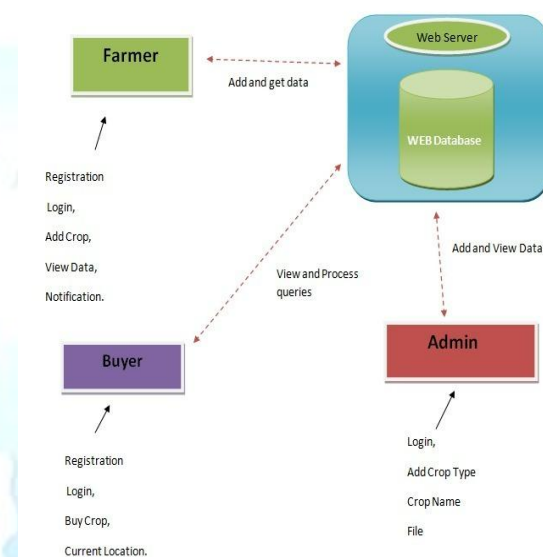 Farmer
Web Server
Add and get data
WEB Database
Registration
Login,
Add Crop,
View Data,
Notification.
Add and View Data
View and Process
queries
Buyer
Admin
Registration
Login,
Buy Crop,
Current Location.
Login,
Add Crop Type
Crop Name
File